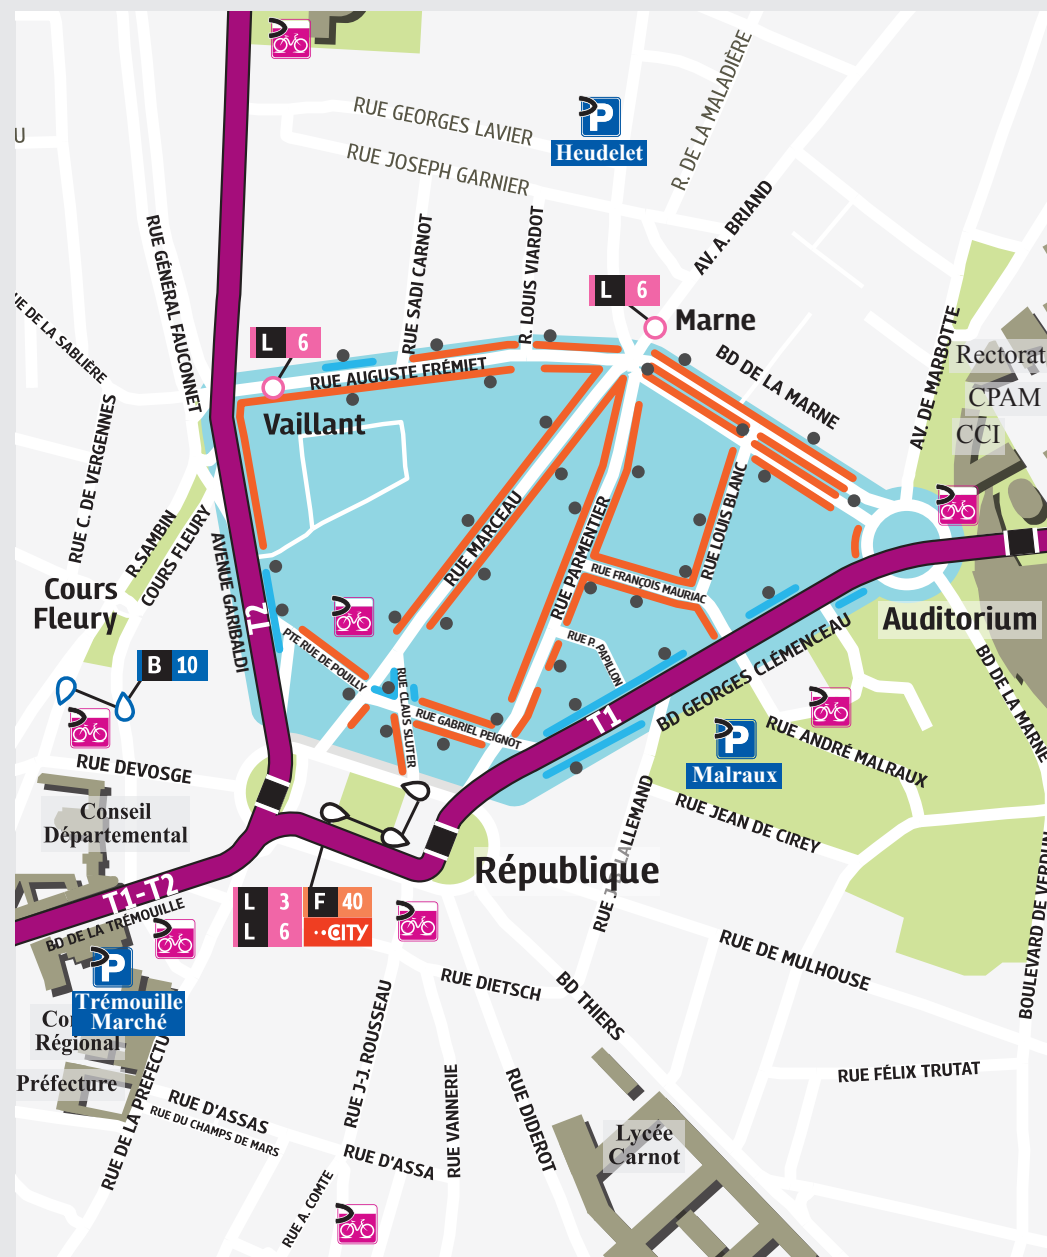 U
RUE GEORGES LAVIER
P
Heudelet
RUE JOSEPH GARNIER
R. DE LA MALADIÈRE
AV. A. BRIAND
RUE GÉNÉRAL FAUCONNET
RUE SADI CARNOT
R. LOUIS VIARDOT
L 6
Marne
UE DE LA SABLIÈRE
L 6
RUE AUGUSTE FRÉMIET
BD DE LA MARNE
AV. DE MARBOTTE
Rectorat
CPAM
CCI
Vaillant
RUE C. DE VERGENNES
R.SAMBIN
COURS FLEURY
AVENUE GARIBALDI
RUE MARCEAU
RUE PARMENTIER
RUE LOUIS BLANC
RUE FRANÇOIS MAURIAC
Cours
Fleury
T2
Auditorium
PTE RUE DE POUILLY
RUE P. PAPILLON
B 10
RUE CLAUS SLUTER
RUE GABRIEL PEIGNOT
T1
BD GEORGES CLÉMENCEAU
BD DE LA MARNE
RUE ANDRÉ MALRAUX
P
Malraux
RUE DEVOSGE
Conseil
Départemental
RUE JEAN DE CIREY
République
T1-T2
BD DE LA TRÉMOUILLE
L 3
L 6
F 40
CITY
BOULEVARD DE VERDUN
RUE DE MULHOUSE
P
Trémouille
Marché
Régional
Préfecture
RUE DIETSCH
BD THIERS
RUE J-J. ROUSSEAU
RUE FÉLIX TRUTAT
RUE DE LA PREFECTU
RUE D'ASSAS
RUE DU CHAMPS DE MARS
RUE VANNERIE
RUE DIDEROT
RUE D'ASSA
RUE A. COMTE
Lycée
Carnot